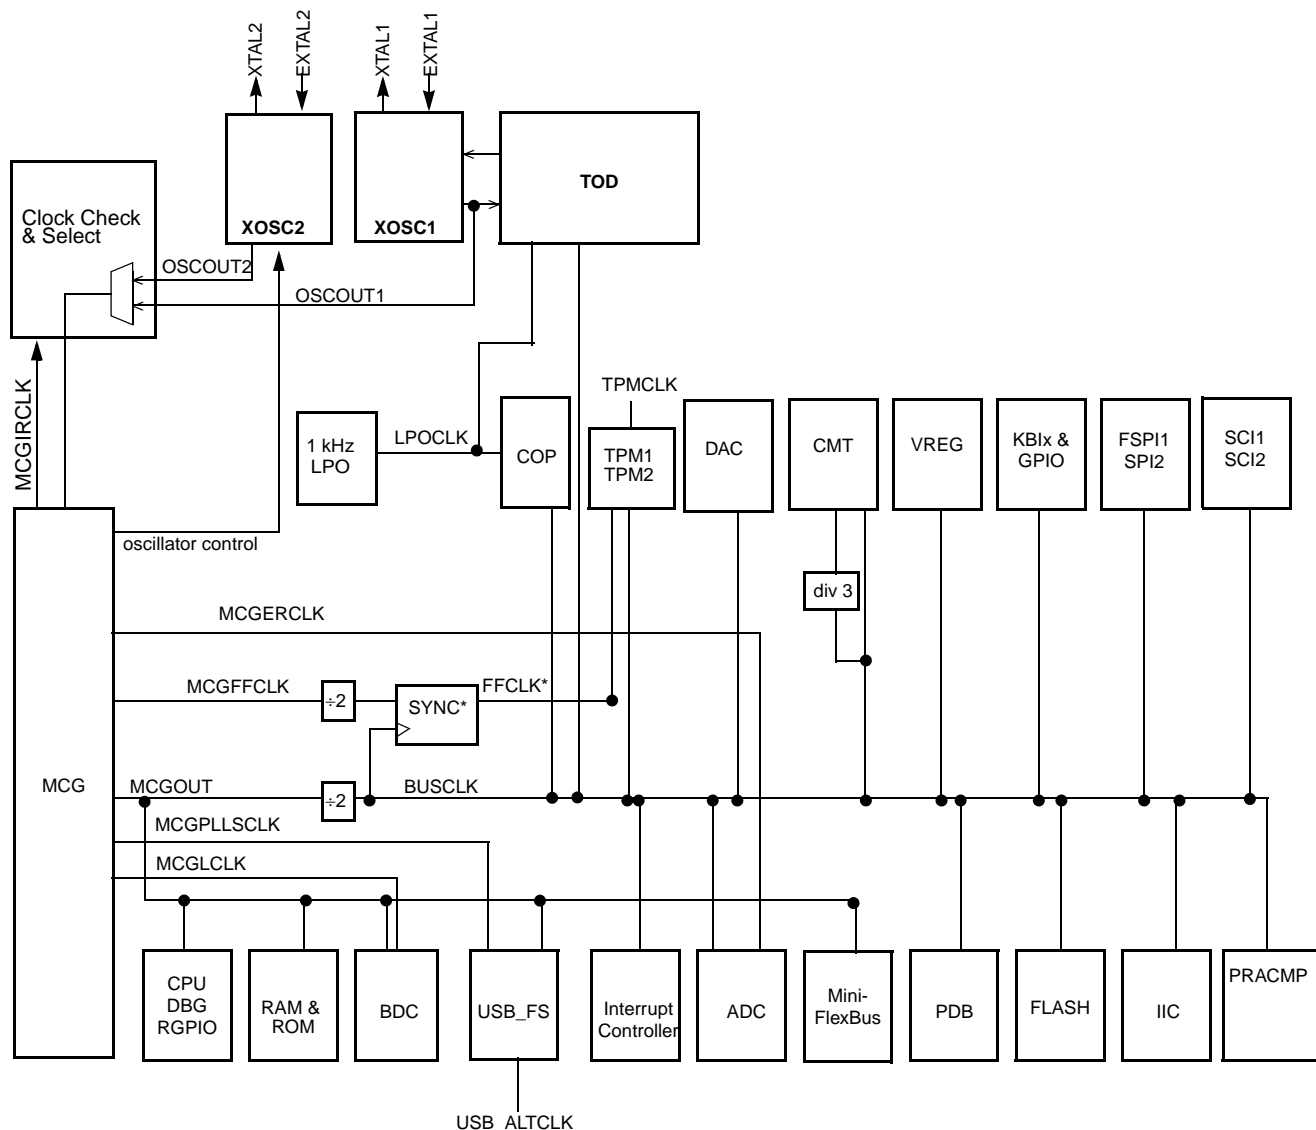 XTAL2
EXTAL2
XTAL1
EXTAL1
TOD
Clock Check
& Select
XOSC2
XOSC1
OSCOUT2
OSCOUT1
MCGIRCLK
TPMCLK
1 kHz
LPO
LPOCLK
COP
TPM1
TPM2
DAC
CMT
VREG
KBIx &
GPIO
FSPI1
SPI2
SCI1
SCI2
oscillator control
div 3
MCGERCLK
MCGFFCLK
÷2
SYNC*
FFCLK*
MCG
MCGOUT
÷2
BUSCLK
MCGPLLSCLK
MCGLCLK
CPU
DBG
RGPIO
RAM &
ROM
BDC
USB_FS
Interrupt
Controller
ADC
Mini-
FlexBus
PDB
FLASH
IIC
PRACMP
USB_ALTCLK